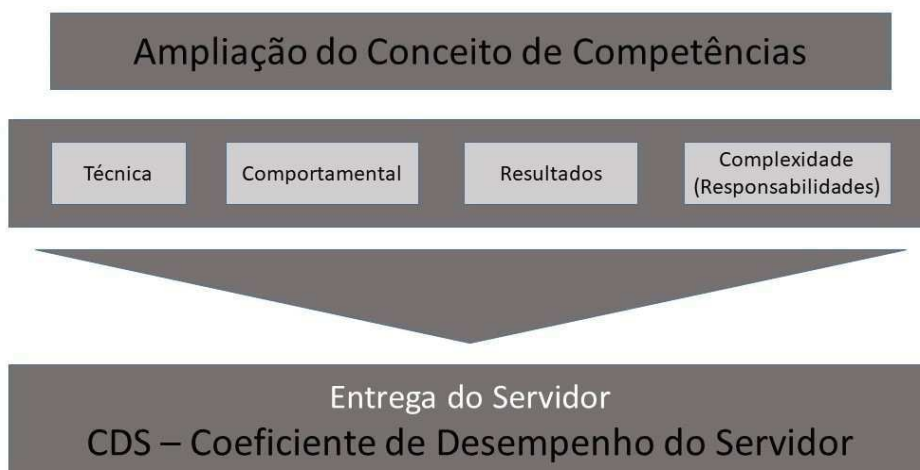 Ampliação do Conceito de Competências
Técnica
Comportamental
Resultados
Complexidade
(Responsabilidades)
Entrega do Servidor
CDS – Coeficiente de Desempenho do Servidor